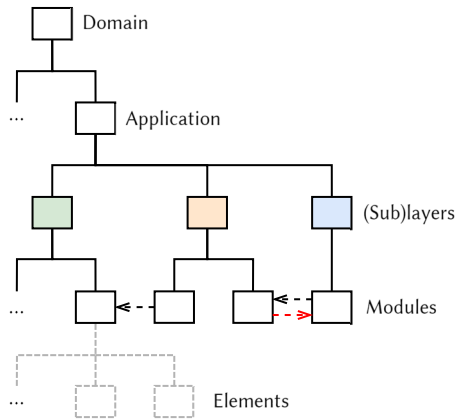 Domain
...
Application
(Sub)layers
...
Modules
...
Elements